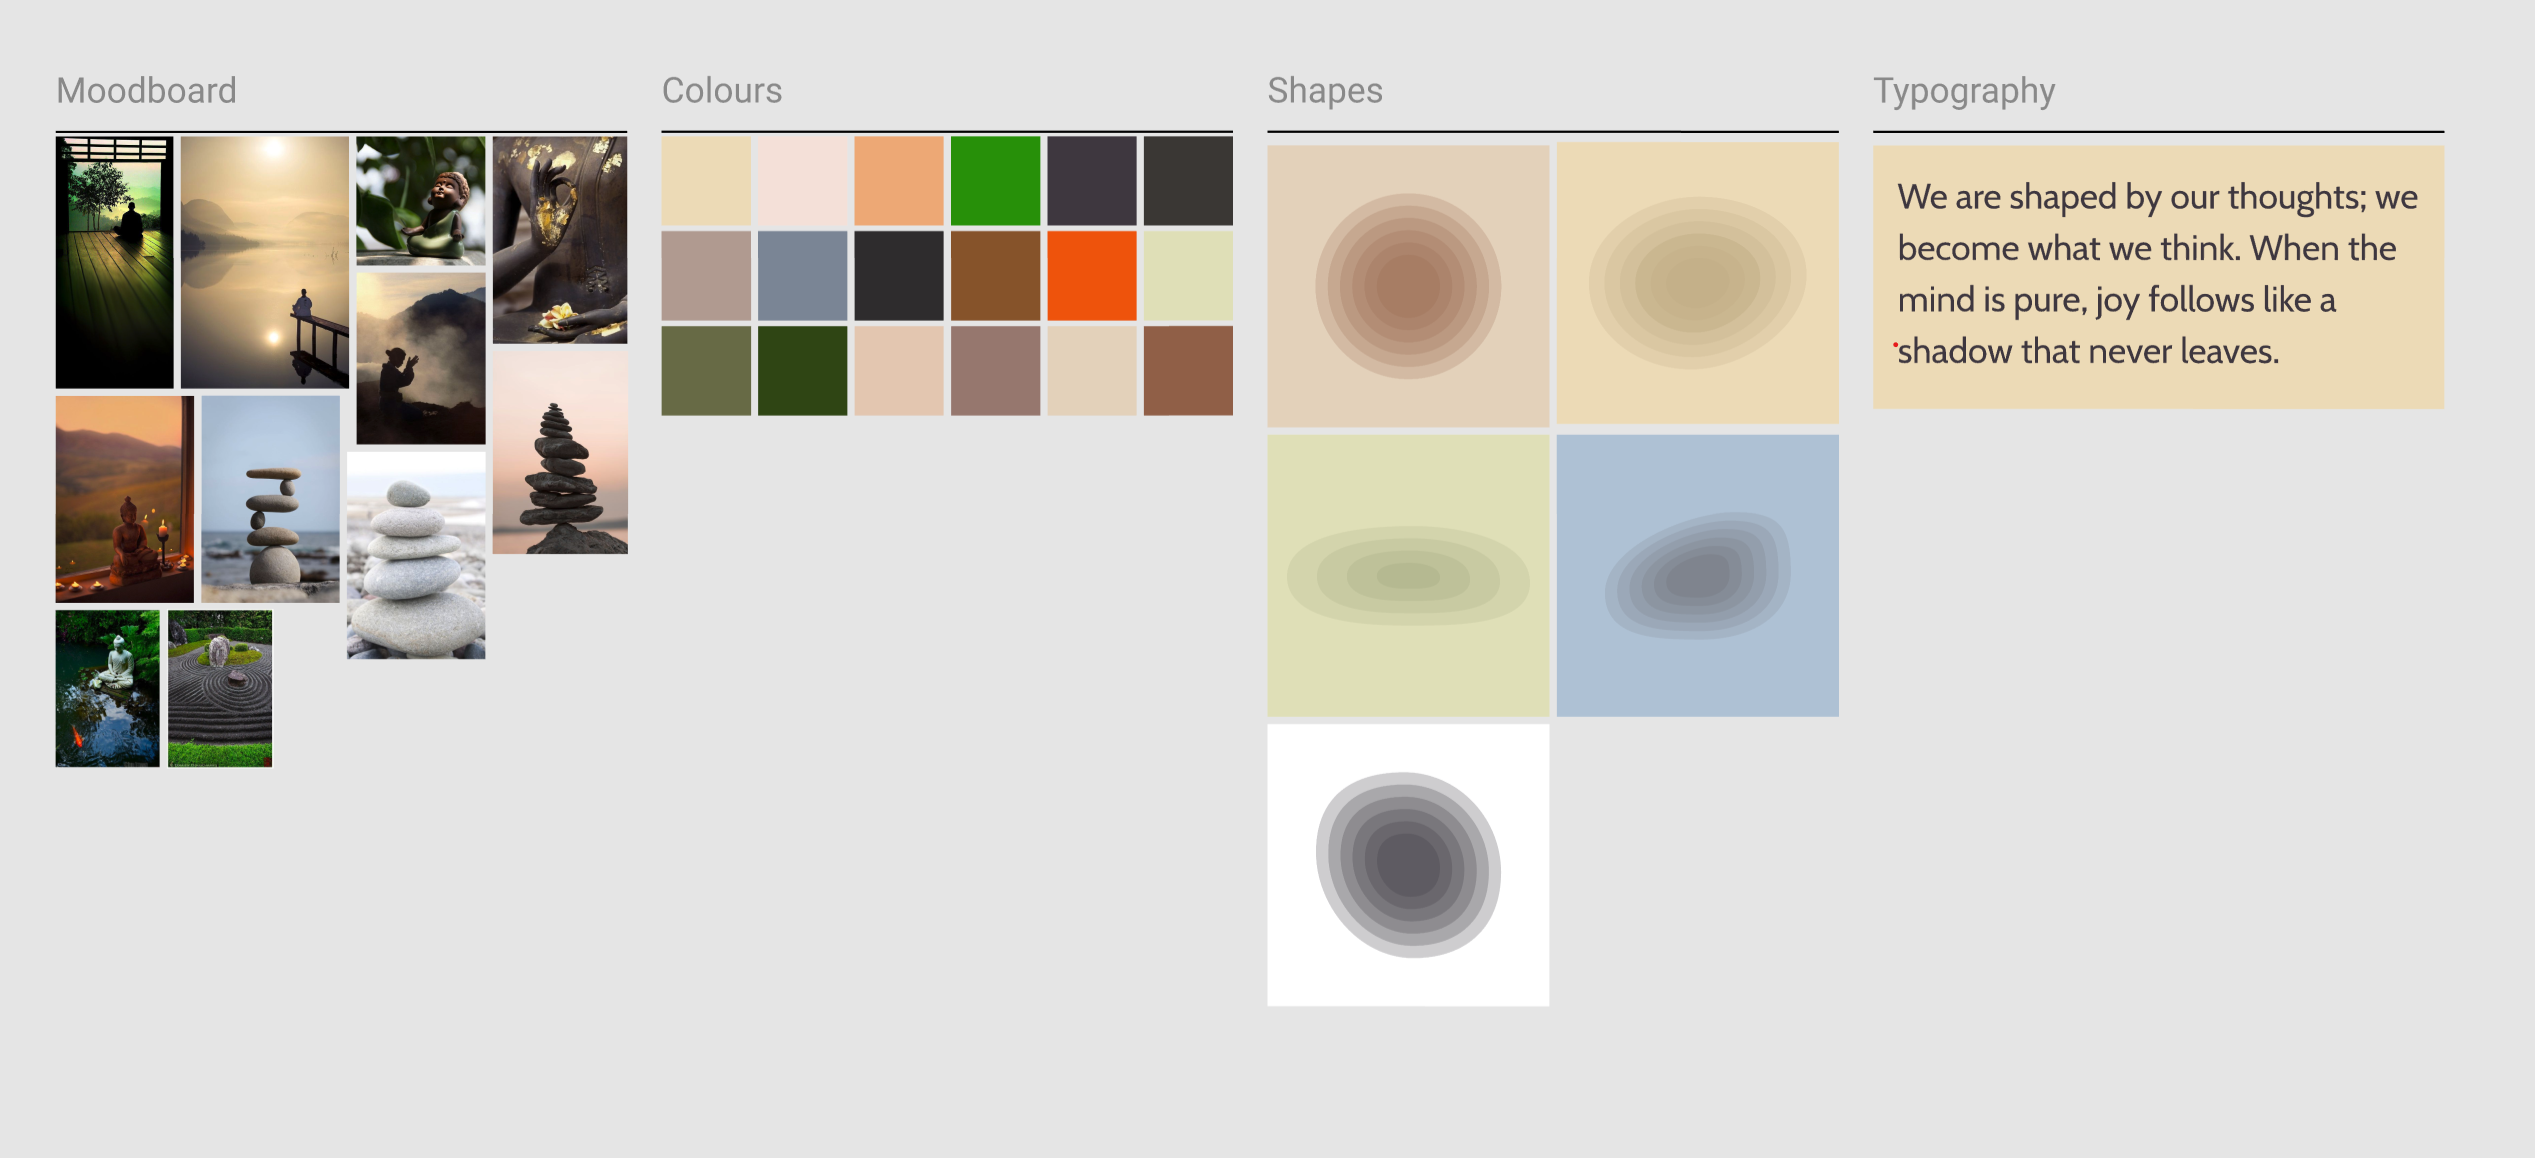 Moodboard
Colours
Shapes
Typography
We are shaped by our thoughts; we
become what we think. When the
mind is pure, joy follows like a
shadow that never leaves.